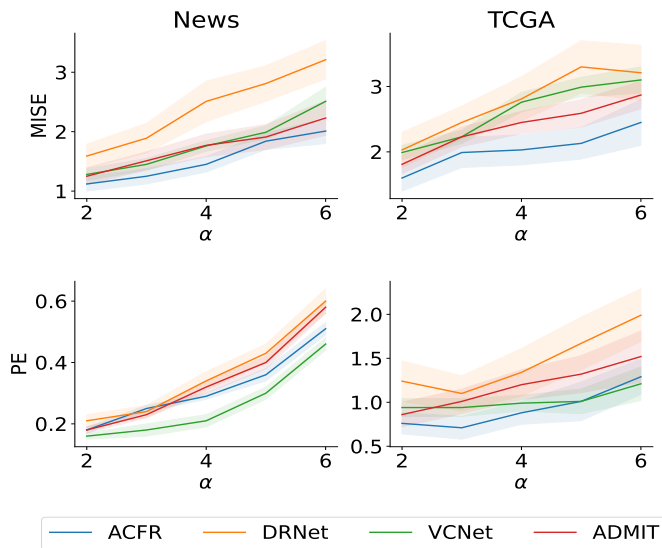 News TCGA
MISE
3
2
1
2 4 6
α
3
2
2 4 6
α
PE
0.6
0.4
0.2
2 4 6
α
2.0
1.5
1.0
0.5
2 4 6
α
ACFR DRNet VCNet ADMIT